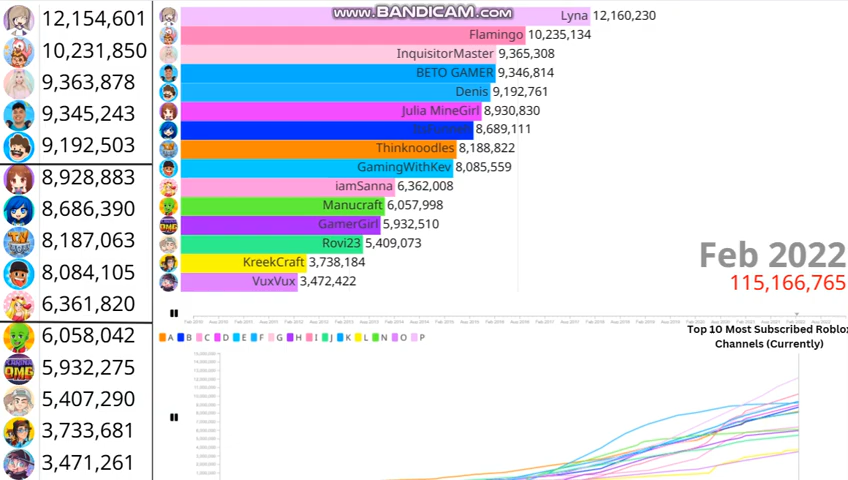 www.BANDICAM.com
12,154,601
10,231,850
9,363,878
9,345,243
9,192,503
8,928,883
8,686,390
8,187,063
8,084,105
6,361,820
6,058,042
5,932,275
5,407,290
3,733,681
3,471,261
Lyna 12,160,230
Flamingo 10,235,134
InquisitorMaster 9,365,308
BETO GAMER 9,346,814
Denis 9,192,761
Julia MineGirl 8,930,830
8,689,111
Thinknoodles 8,188,822
GamingWithKev 8,085,559
iamSanna 6,362,008
Manucraft 6,057,998
GamerGirl 5,932,510
Rovi23 5,409,073
KreekCraft 3,738,184
VuxVux 3,472,422
Feb 2022
115,166,765
A B C D E F G H I J K L N O P
Top 10 Most Subscribed Roblox
Channels (Currently)